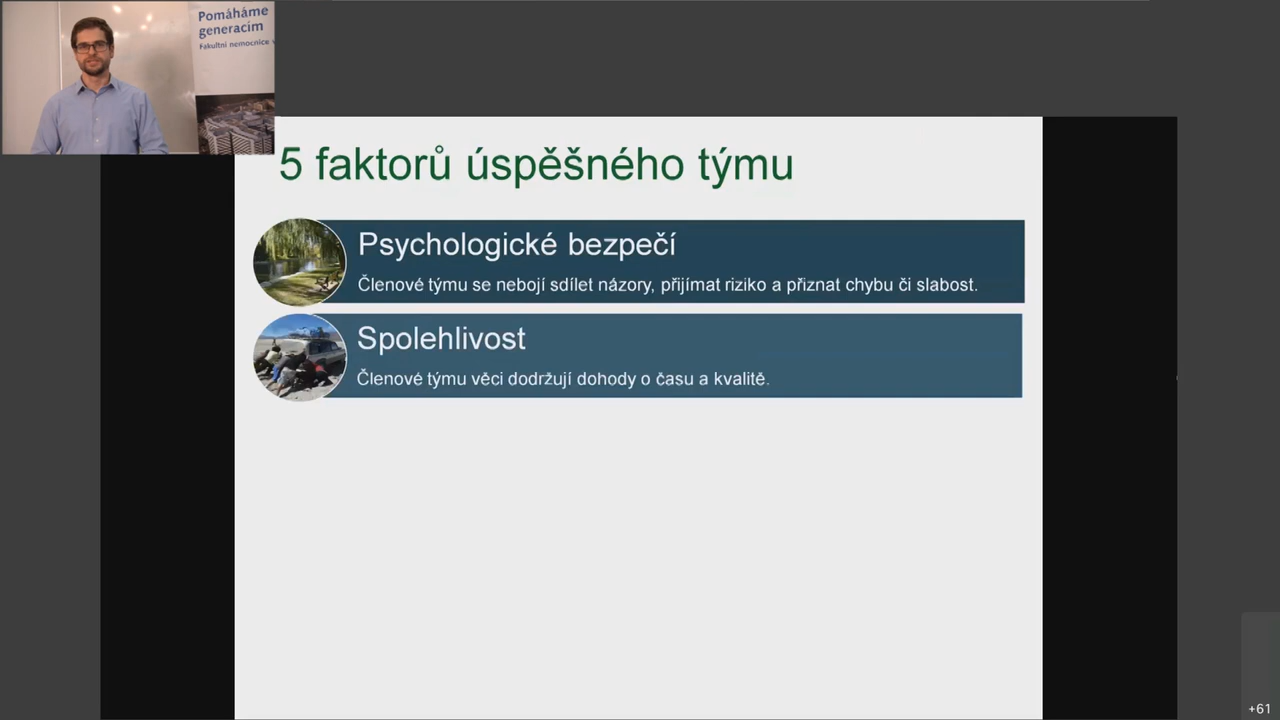 Pomáháme
generacím
Fakultní nemocnice
5 faktorů úspěšného týmu
Psychologické bezpečí
Členové týmu se nebojí sdílet názory, přijímat riziko a přiznat chybu či slabost.
Spolehlivost
Členové týmu věci dodržují dohody o času a kvalitě.
+61